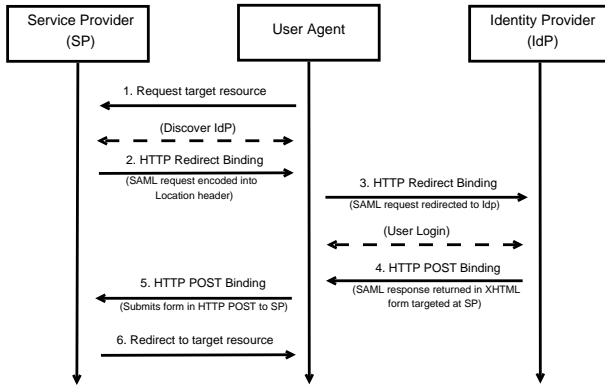 Service Provider
(SP)
User Agent
Identity Provider
(IdP)
1. Request target resource
(Discover IdP)
2. HTTP Redirect Binding
(SAML request encoded into
Location header)
3. HTTP Redirect Binding
(SAML request redirected to Idp)
(User Login)
4. HTTP POST Binding
(SAML response returned in XHTML
form targeted at SP)
5. HTTP POST Binding
(Submits form in HTTP POST to SP)
6. Redirect to target resource